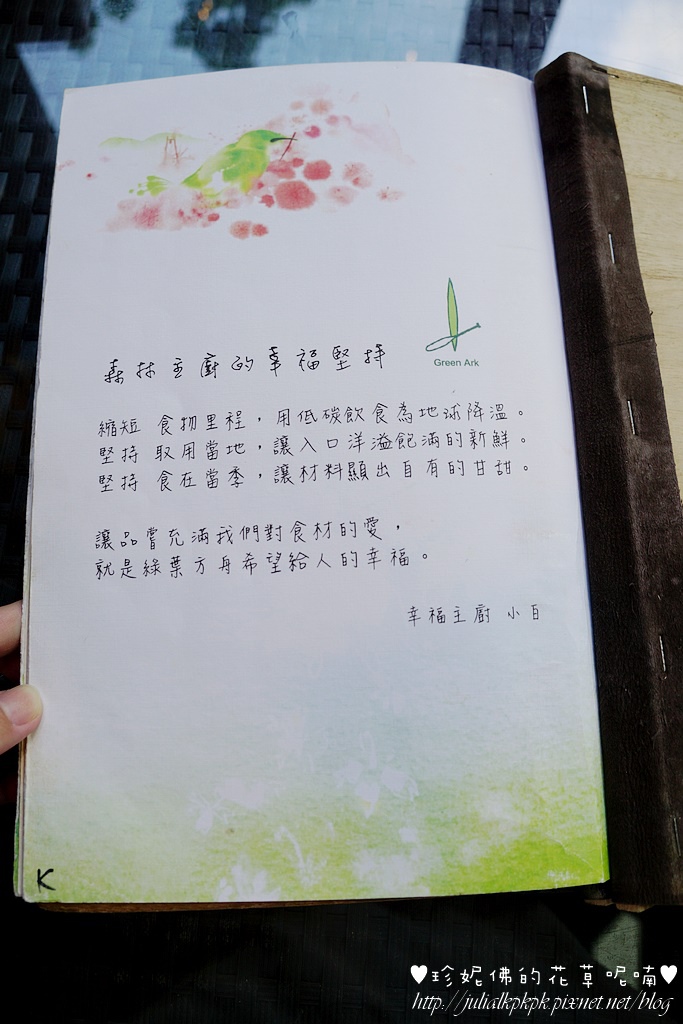 Green Ark
森林主廚的幸福堅持
縮短 食物里程，用低碳飲食為地球降溫。
堅持 取用當地，讓入口洋溢飽滿的新鮮。
堅持 食在當季，讓材料顯出自有的甘甜。
讓品嘗充滿我們對食材的愛，
就是綠葉方舟希望給人的幸福。
幸福主廚 小白
K
♥珍妮佛的花草呢喃♥
http://julialkpkpk.pixnet.net/blog